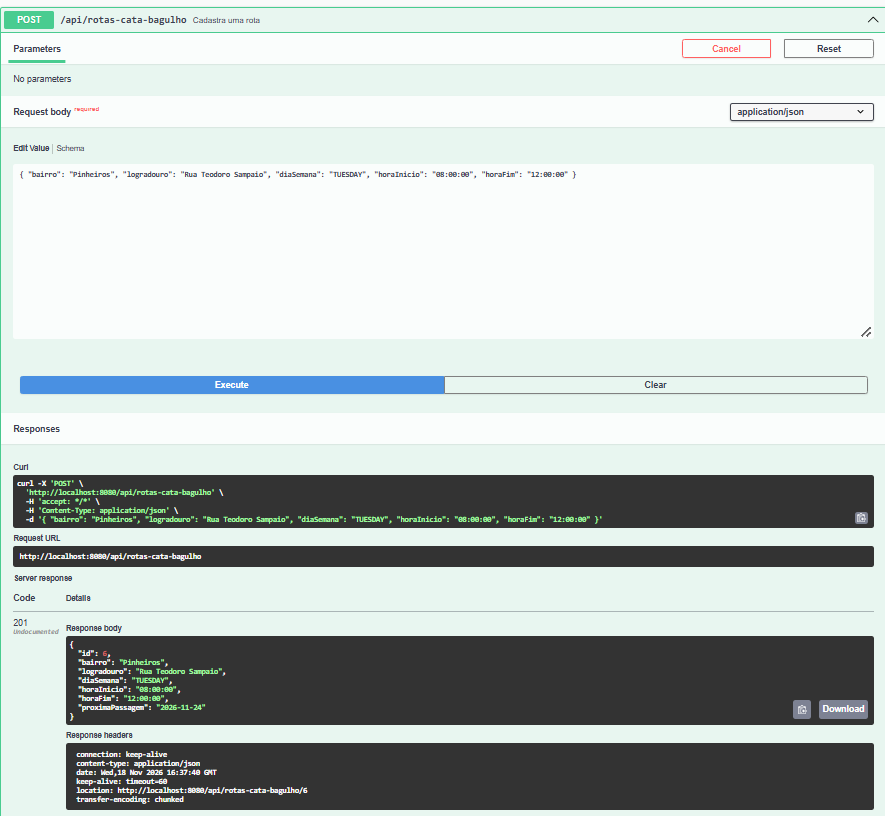 POST /api/rotas-cata-bagulho Cadastra uma rota
Parameters Cancel Reset
No parameters
Request body required application/json
Edit Value | Schema
{ "bairro": "Pinheiros", "logradouro": "Rua Teodoro Sampaio", "diaSemana": "TUESDAY", "horaInicio": "08:00:00", "horaFim": "12:00:00" }
Execute Clear
Responses
Curl
curl -X 'POST' \
'http://localhost:8080/api/rotas-cata-bagulho' \
-H 'accept: */*' \
-H 'Content-Type: application/json' \
-d '{ "bairro": "Pinheiros", "logradouro": "Rua Teodoro Sampaio", "diaSemana": "TUESDAY", "horaInicio": "08:00:00", "horaFim": "12:00:00" }'
Request URL
http://localhost:8080/api/rotas-cata-bagulho
Server response
Code Details
201
Undocumented
Response body
{
"id": 6,
"bairro": "Pinheiros",
"logradouro": "Rua Teodoro Sampaio",
"diaSemana": "TUESDAY",
"horaInicio": "08:00:00",
"horaFim": "12:00:00",
"proximaPassagem": "2026-11-24"
}
Download
Response headers
connection: keep-alive
content-type: application/json
date: Wed,18 Nov 2026 16:37:40 GMT
keep-alive: timeout=60
location: http://localhost:8080/api/rotas-cata-bagulho/6
transfer-encoding: chunked